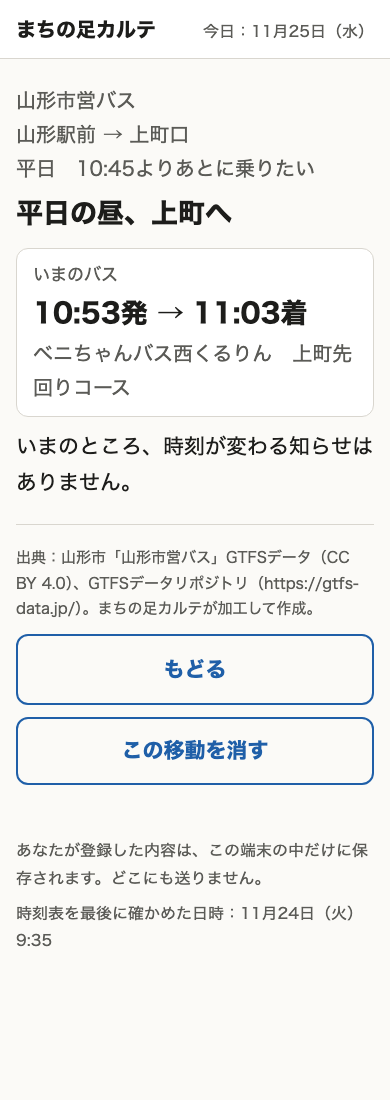 まちの足カルテ
今日：11月25日（水）
山形市営バス
山形駅前 → 上町口
平日　10:45よりあとに乗りたい
平日の昼、上町へ
いまのバス
10:53発 → 11:03着
ベニちゃんバス西くるりん　上町先
回りコース
いまのところ、時刻が変わる知らせは
ありません。
出典：山形市「山形市営バス」GTFSデータ（CC
BY 4.0）、GTFSデータリポジトリ（https://gtfs-
data.jp/）。まちの足カルテが加工して作成。
もどる
この移動を消す
あなたが登録した内容は、この端末の中だけに保
存されます。どこにも送りません。
時刻表を最後に確かめた日時：11月24日（火）
9:35